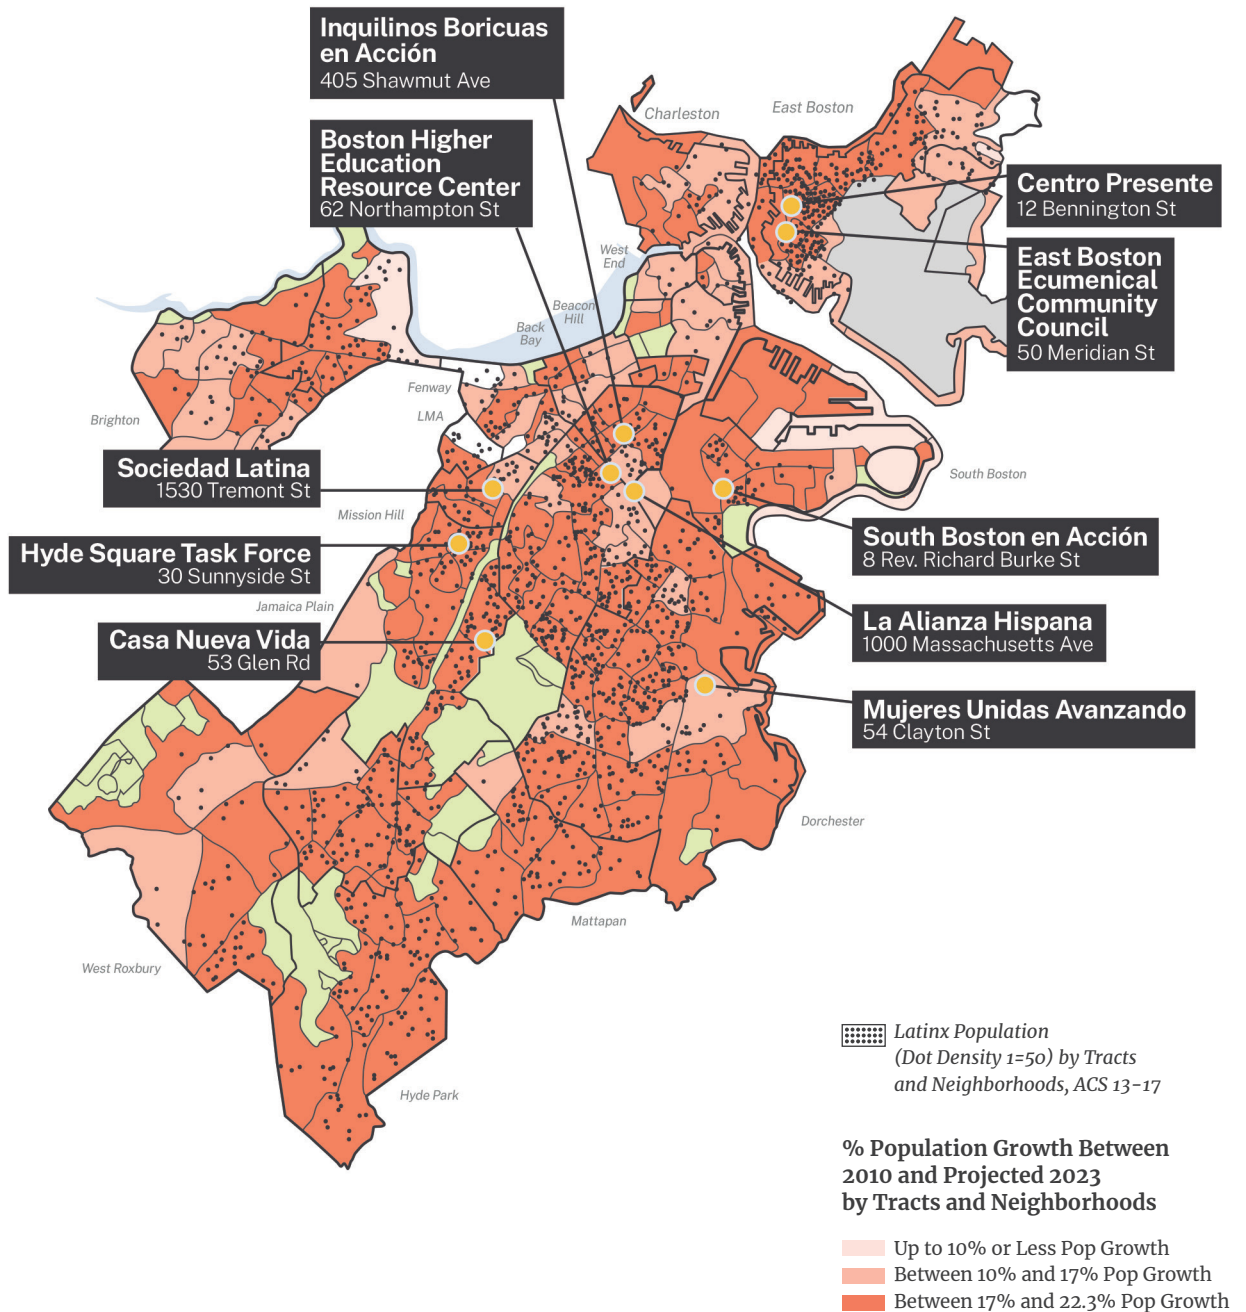 Inquilinos Boricuas
en Acción
405 Shawmut Ave
Boston Higher
Education
Resource Center
62 Northampton St
Charleston
East Boston
Centro Presente
12 Bennington St
East Boston
Ecumenical
Community
Council
50 Meridian St
West
End
Beacon
Hill
Back
Bay
Fenway
LMA
Brighton
Sociedad Latina
1530 Tremont St
South Boston
Mission Hill
South Boston en Acción
8 Rev. Richard Burke St
Hyde Square Task Force
30 Sunnyside St
Jamaica Plain
La Alianza Hispana
1000 Massachusetts Ave
Casa Nueva Vida
53 Glen Rd
Mujeres Unidas Avanzando
54 Clayton St
Dorchester
Mattapan
West Roxbury
Hyde Park
Latinx Population
(Dot Density 1=50) by Tracts
and Neighborhoods, ACS 13-17
% Population Growth Between
2010 and Projected 2023
by Tracts and Neighborhoods
Up to 10% or Less Pop Growth
Between 10% and 17% Pop Growth
Between 17% and 22.3% Pop Growth